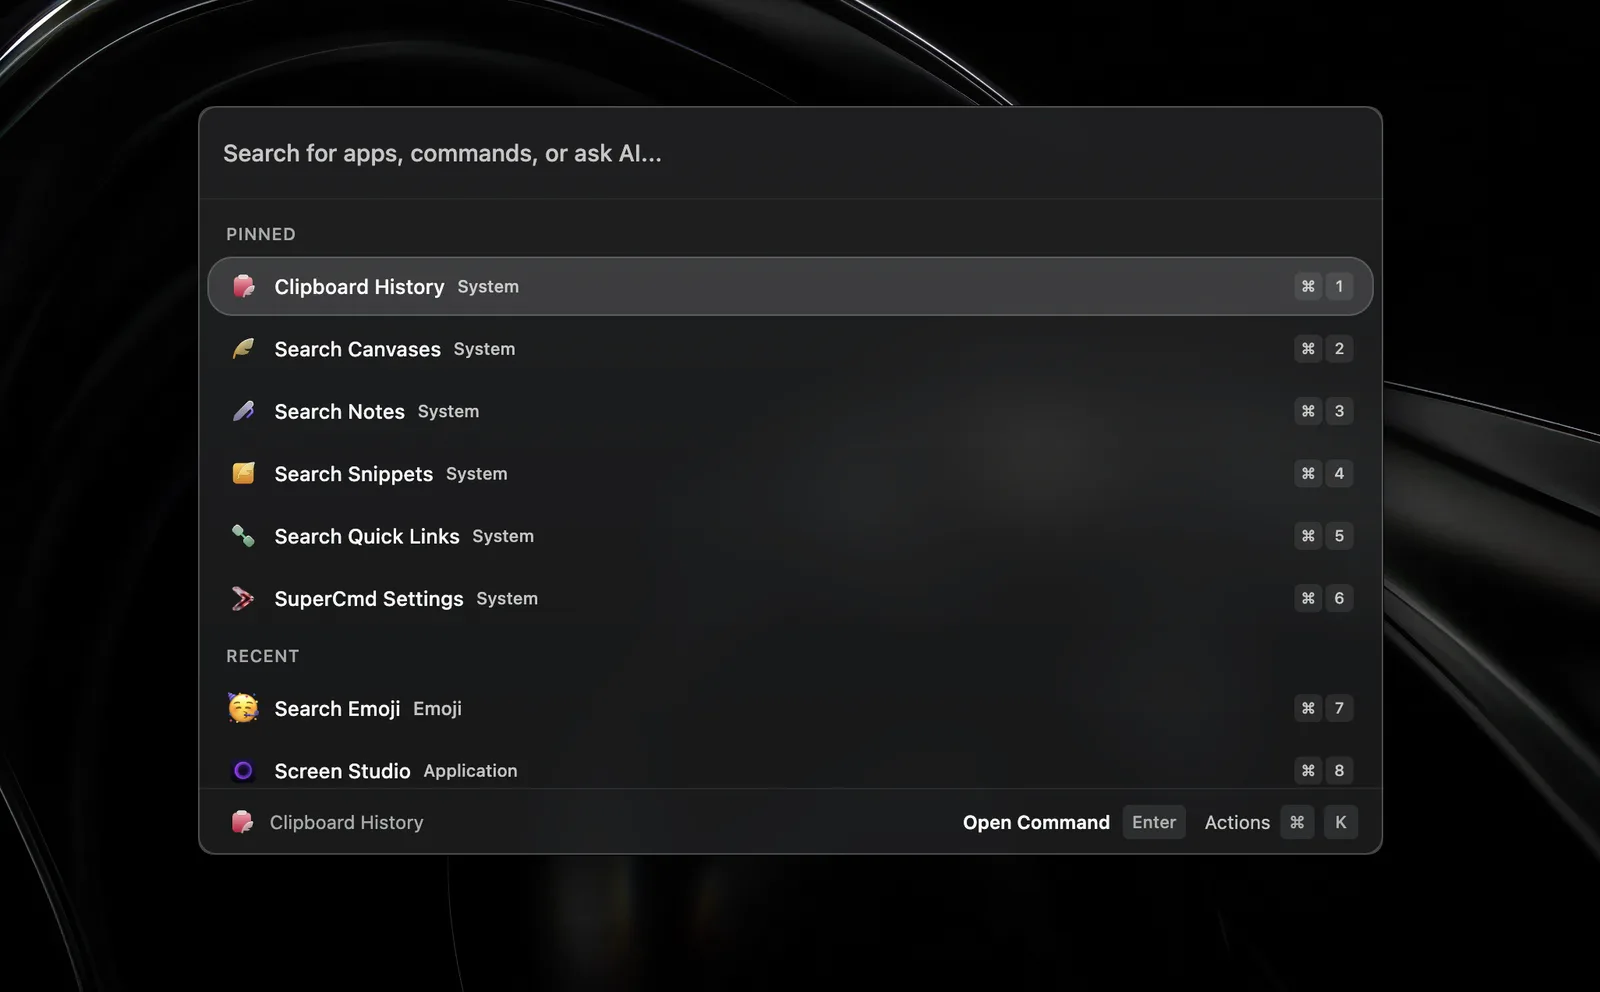 Search for apps, commands, or ask AI...
PINNED
Clipboard History System ⌘ 1
Search Canvases System ⌘ 2
Search Notes System ⌘ 3
Search Snippets System ⌘ 4
Search Quick Links System ⌘ 5
SuperCmd Settings System ⌘ 6
RECENT
Search Emoji Emoji ⌘ 7
Screen Studio Application ⌘ 8
Clipboard History Open Command Enter Actions ⌘ K